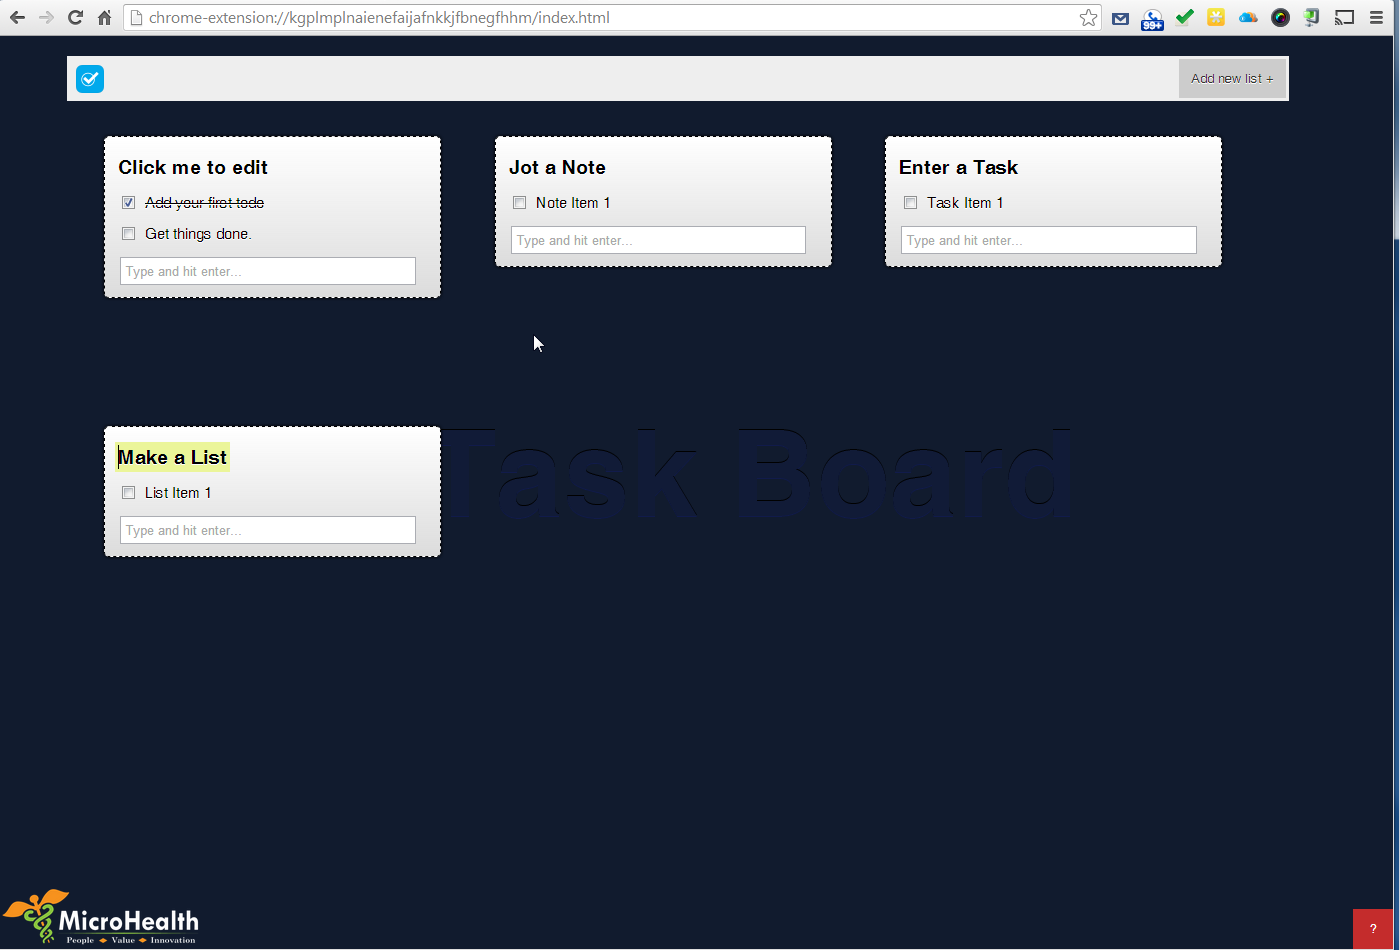 chrome-extension://kgplmplnaienefaijafnkkjfbnegfhhm/index.html
99+
Add new list +
Click me to edit
Add your first todo
Get things done.
Type and hit enter...
Jot a Note
Note Item 1
Type and hit enter...
Enter a Task
Task Item 1
Type and hit enter...
Make a List
List Item 1
Type and hit enter...
Task Board
MicroHealth
People Value Innovation
?